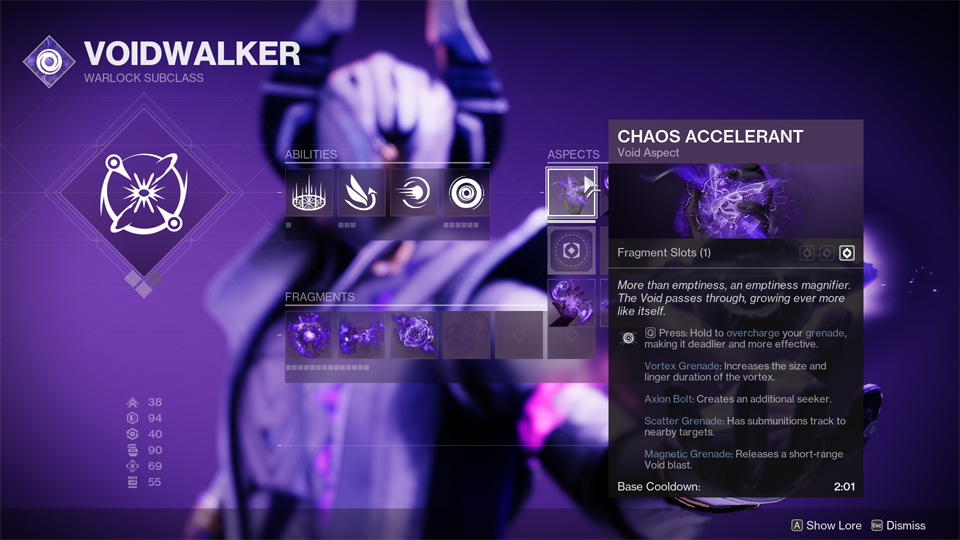 VOIDWALKER
WARLOCK SUBCLASS
ABILITIES
FRAGMENTS
38
94
40
90
69
55
ASPECTS
CHAOS ACCELERANT
Void Aspect
Fragment Slots (1)
More than emptiness, an emptiness magnifier.
The Void passes through, growing ever more
like itself.
Q Press: Hold to overcharge your grenade,
making it deadlier and more effective.
Vortex Grenade: Increases the size and
linger duration of the vortex.
Axion Bolt: Creates an additional seeker.
Scatter Grenade: Has submunitions track to
nearby targets.
Magnetic Grenade: Releases a short-range
Void blast.
Base Cooldown: 2:01
A Show Lore Esc Dismiss